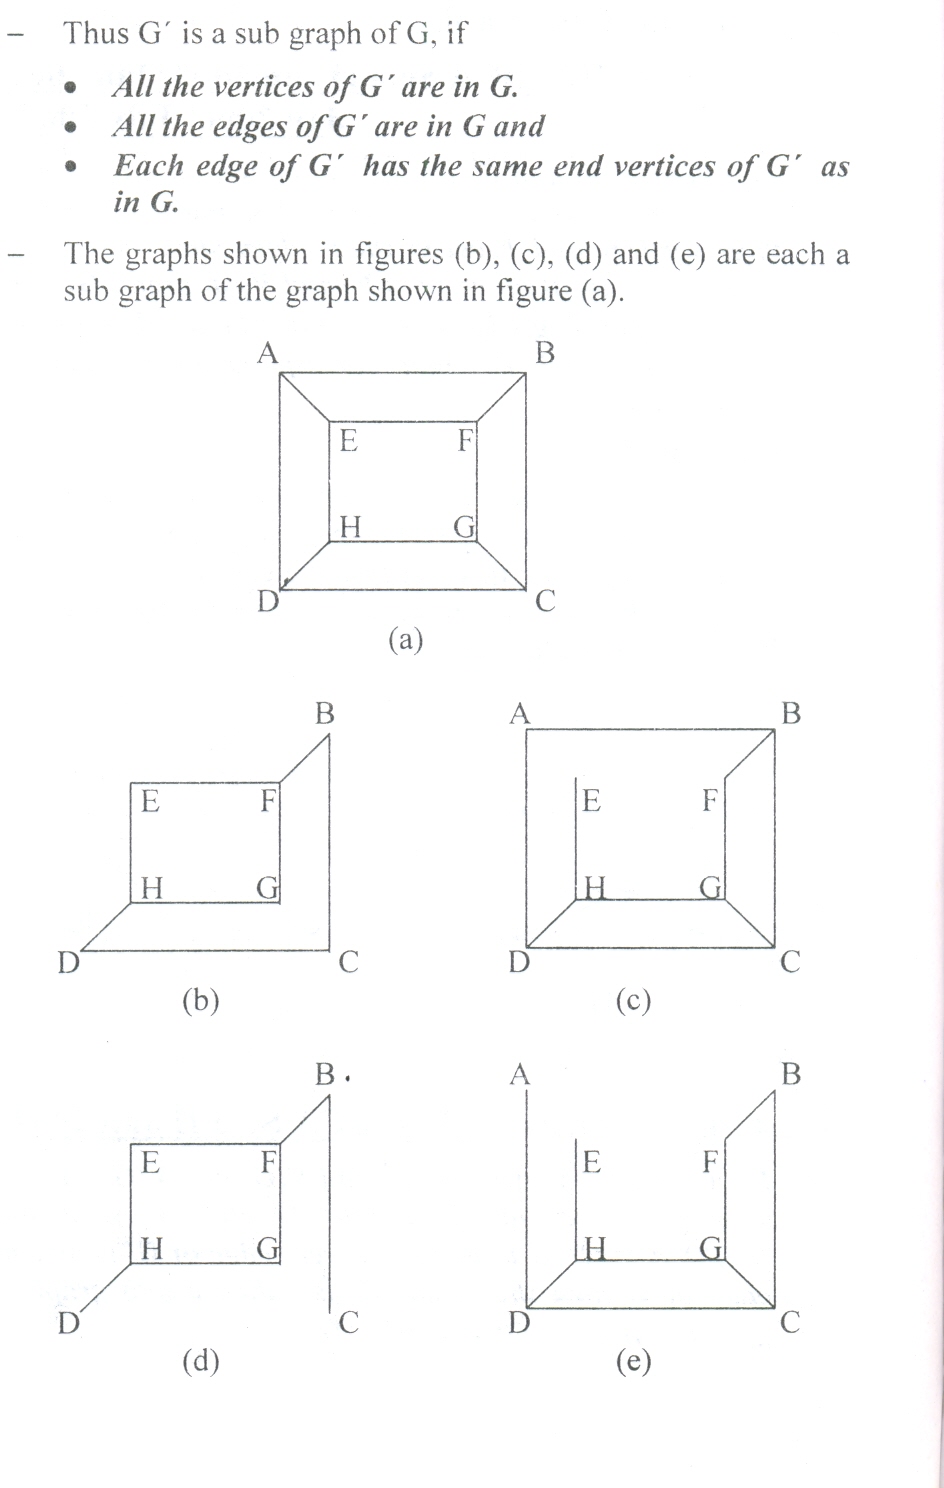 – Thus G´ is a sub graph of G, if
• All the vertices of G´ are in G.
• All the edges of G´ are in G and
• Each edge of G´ has the same end vertices of G´ as
in G.
– The graphs shown in figures (b), (c), (d) and (e) are each a
sub graph of the graph shown in figure (a).
A B
E F
H G
D C
(a)
B
E F
H G
D C
(b)
A B
E F
H G
D C
(c)
B
E F
H G
D C
(d)
A B
E F
H G
D C
(e)